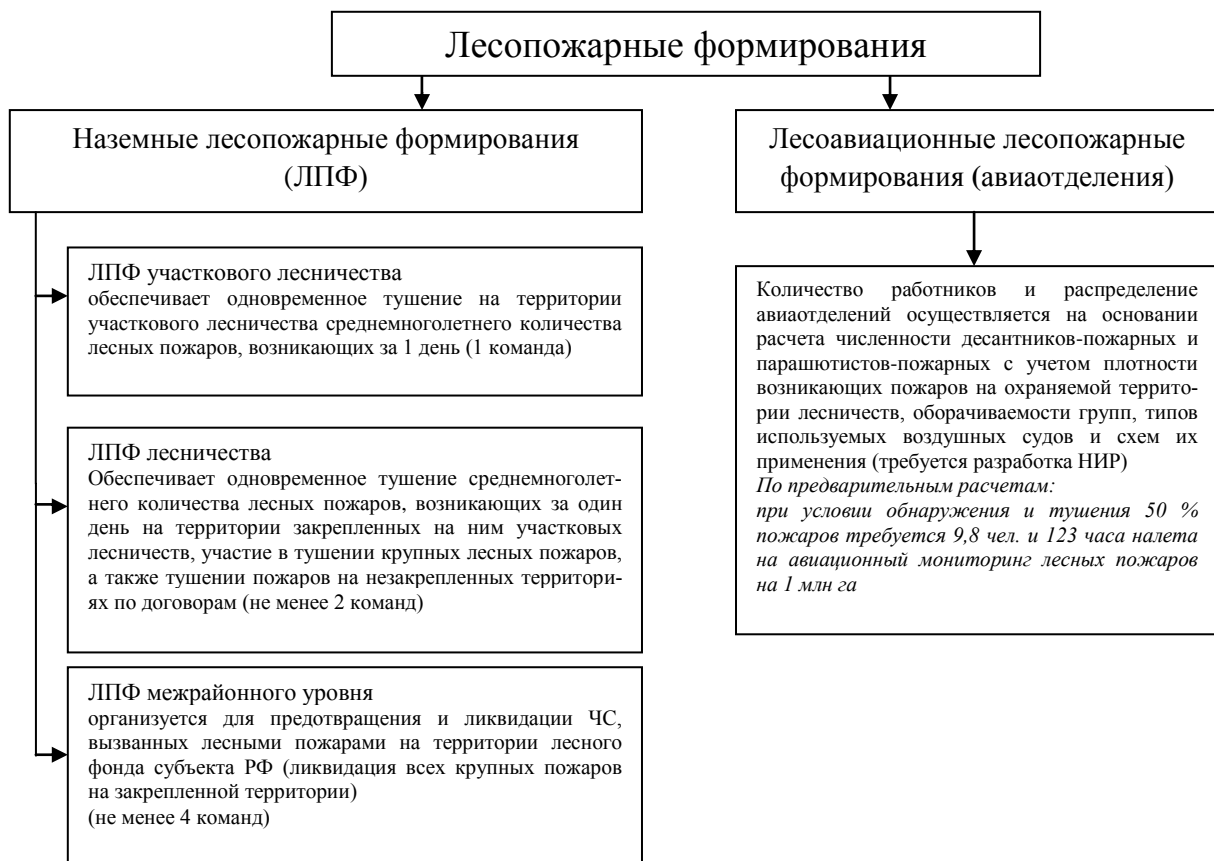 Лесопожарные формирования
Наземные лесопожарные формирования
(ЛПФ)
ЛПФ участкового лесничества
обеспечивает одновременное тушение на территории
участкового лесничества среднемноголетнего количества
лесных пожаров, возникающих за 1 день (1 команда)
ЛПФ лесничества
Обеспечивает одновременное тушение среднемноголет-
него количества лесных пожаров, возникающих за один
день на территории закрепленных на ним участковых
лесничеств, участие в тушении крупных лесных пожаров,
а также тушении пожаров на незакрепленных территори-
ях по договорам (не менее 2 команд)
ЛПФ межрайонного уровня
организуется для предотвращения и ликвидации ЧС,
вызванных лесными пожарами на территории лесного
фонда субъекта РФ (ликвидация всех крупных пожаров
на закрепленной территории)
(не менее 4 команд)
Лесоавиационные лесопожарные
формирования (авиаотделения)
Количество работников и распределение
авиаотделений осуществляется на основании
расчета численности десантников-пожарных и
парашютистов-пожарных с учетом плотности
возникающих пожаров на охраняемой террито-
рии лесничеств, оборачиваемости групп, типов
используемых воздушных судов и схем их
применения (требуется разработка НИР)
По предварительным расчетам:
при условии обнаружения и тушения 50 %
пожаров требуется 9,8 чел. и 123 часа налета
на авиационный мониторинг лесных пожаров
на 1 млн га